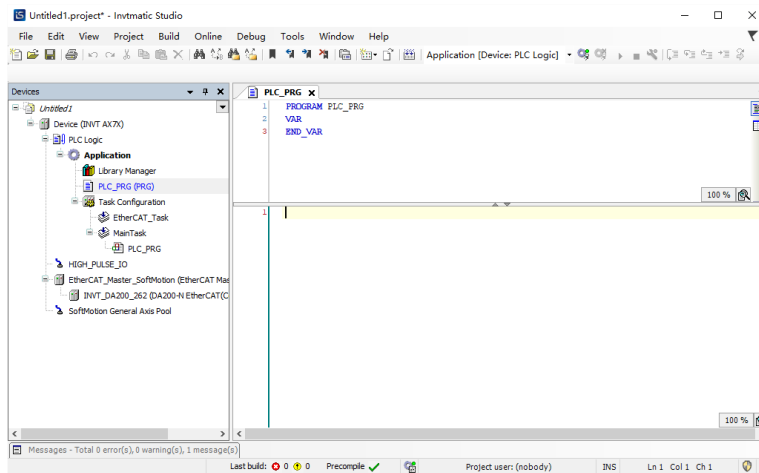 Untitled1.project* - Invtmatic Studio
File Edit View Project Build Online Debug Tools Window Help
Application [Device: PLC Logic]
Devices
Untitled1
Device (INVT AX7X)
PLC Logic
Application
Library Manager
PLC_PRG (PRG)
Task Configuration
EtherCAT_Task
MainTask
PLC_PRG
HIGH_PULSE_IO
EtherCAT_Master_SoftMotion (EtherCAT Mas
INVT_DA200_262 (DA200-N EtherCAT(C
SoftMotion General Axis Pool
PLC_PRG
1 PROGRAM PLC_PRG
2 VAR
3 END_VAR
100 %
1
100 %
Messages - Total 0 error(s), 0 warning(s), 1 message(s)
Last build: 0 0 Precompile Project user: (nobody) INS Ln 1 Col 1 Ch 1